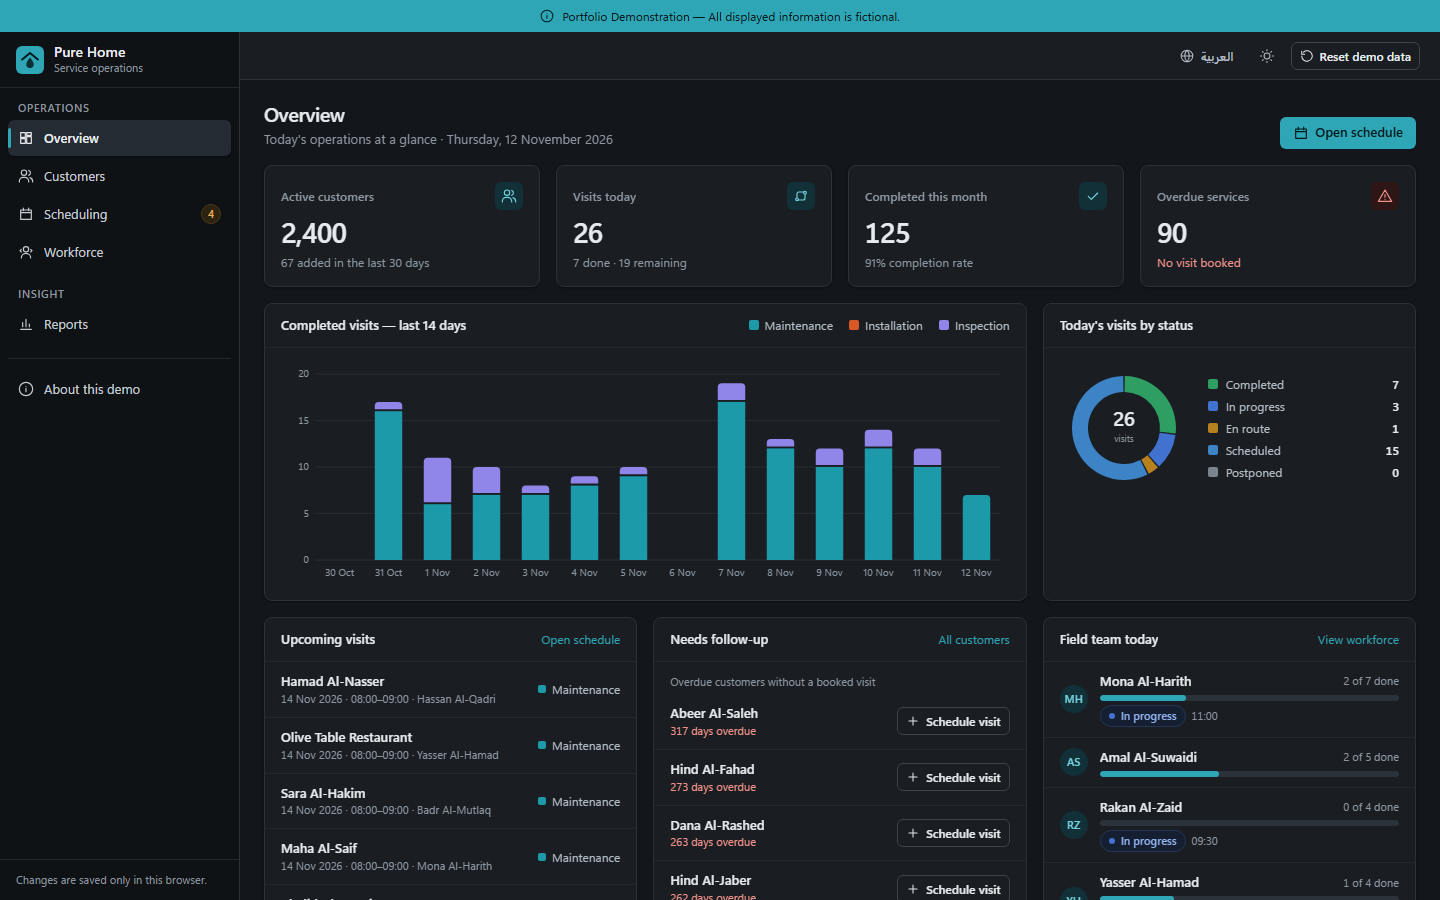 Portfolio Demonstration — All displayed information is fictional.
Pure Home
Service operations
العربية
Reset demo data
OPERATIONS
Overview
Customers
Scheduling 4
Workforce
INSIGHT
Reports
About this demo
Changes are saved only in this browser.
Overview
Today's operations at a glance · Thursday, 12 November 2026
Open schedule
Active customers
2,400
67 added in the last 30 days
Visits today
26
7 done · 19 remaining
Completed this month
125
91% completion rate
Overdue services
90
No visit booked
Completed visits — last 14 days
Maintenance Installation Inspection
20
15
10
5
0
30 Oct 31 Oct 1 Nov 2 Nov 3 Nov 4 Nov 5 Nov 6 Nov 7 Nov 8 Nov 9 Nov 10 Nov 11 Nov 12 Nov
Today's visits by status
26
visits
Completed 7
In progress 3
En route 1
Scheduled 15
Postponed 0
Upcoming visits Open schedule
Hamad Al-Nasser
14 Nov 2026 · 08:00–09:00 · Hassan Al-Qadri
Maintenance
Olive Table Restaurant
14 Nov 2026 · 08:00–09:00 · Yasser Al-Hamad
Maintenance
Sara Al-Hakim
14 Nov 2026 · 08:00–09:00 · Badr Al-Mutlaq
Maintenance
Maha Al-Saif
14 Nov 2026 · 08:00–09:00 · Mona Al-Harith
Maintenance
Needs follow-up All customers
Overdue customers without a booked visit
Abeer Al-Saleh
317 days overdue
Schedule visit
Hind Al-Fahad
273 days overdue
Schedule visit
Dana Al-Rashed
263 days overdue
Schedule visit
Hind Al-Jaber
262 days overdue
Schedule visit
Field team today View workforce
MH
Mona Al-Harith 2 of 7 done
In progress 11:00
AS
Amal Al-Suwaidi 2 of 5 done
RZ
Rakan Al-Zaid 0 of 4 done
In progress 09:30
Yasser Al-Hamad 1 of 4 done